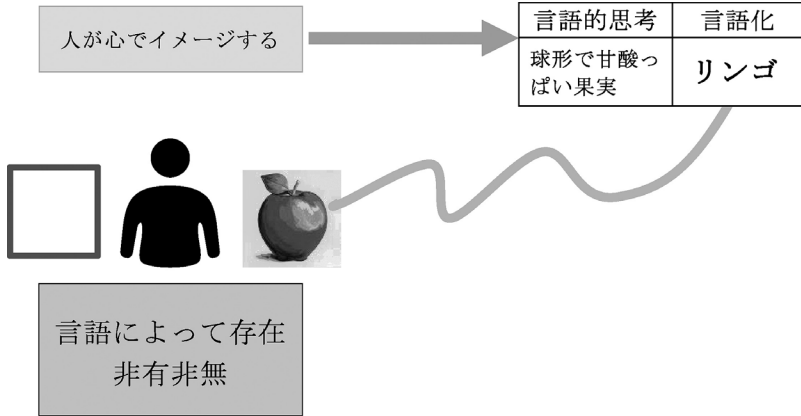 人が心でイメージする
言語的思考
言語化
球形で甘酸っ
ぱい果実
リンゴ
言語によって存在
非有非無